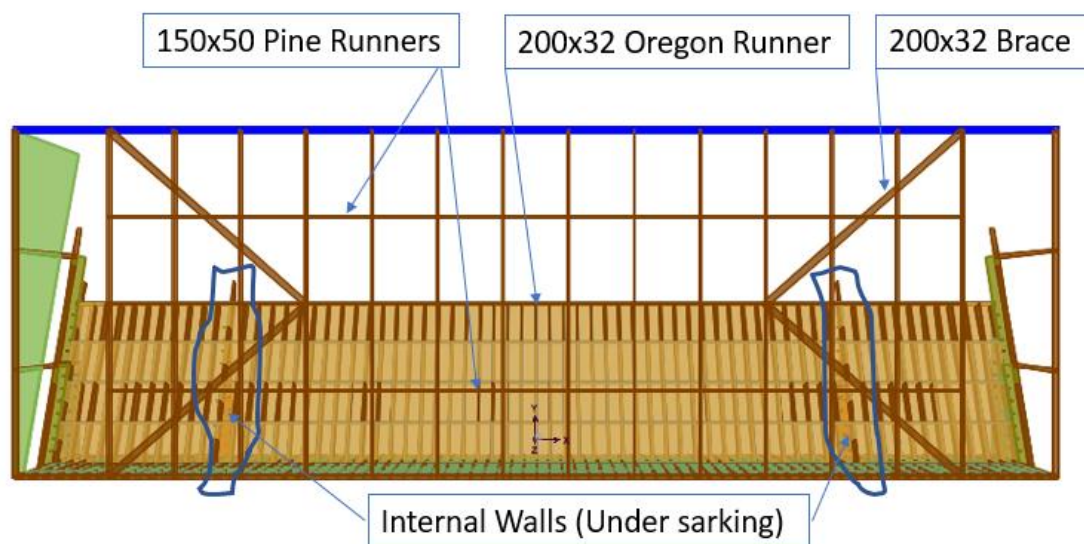 150x50 Pine Runners
200x32 Oregon Runner
200x32 Brace
Y
X
Z
Internal Walls (Under sarking)